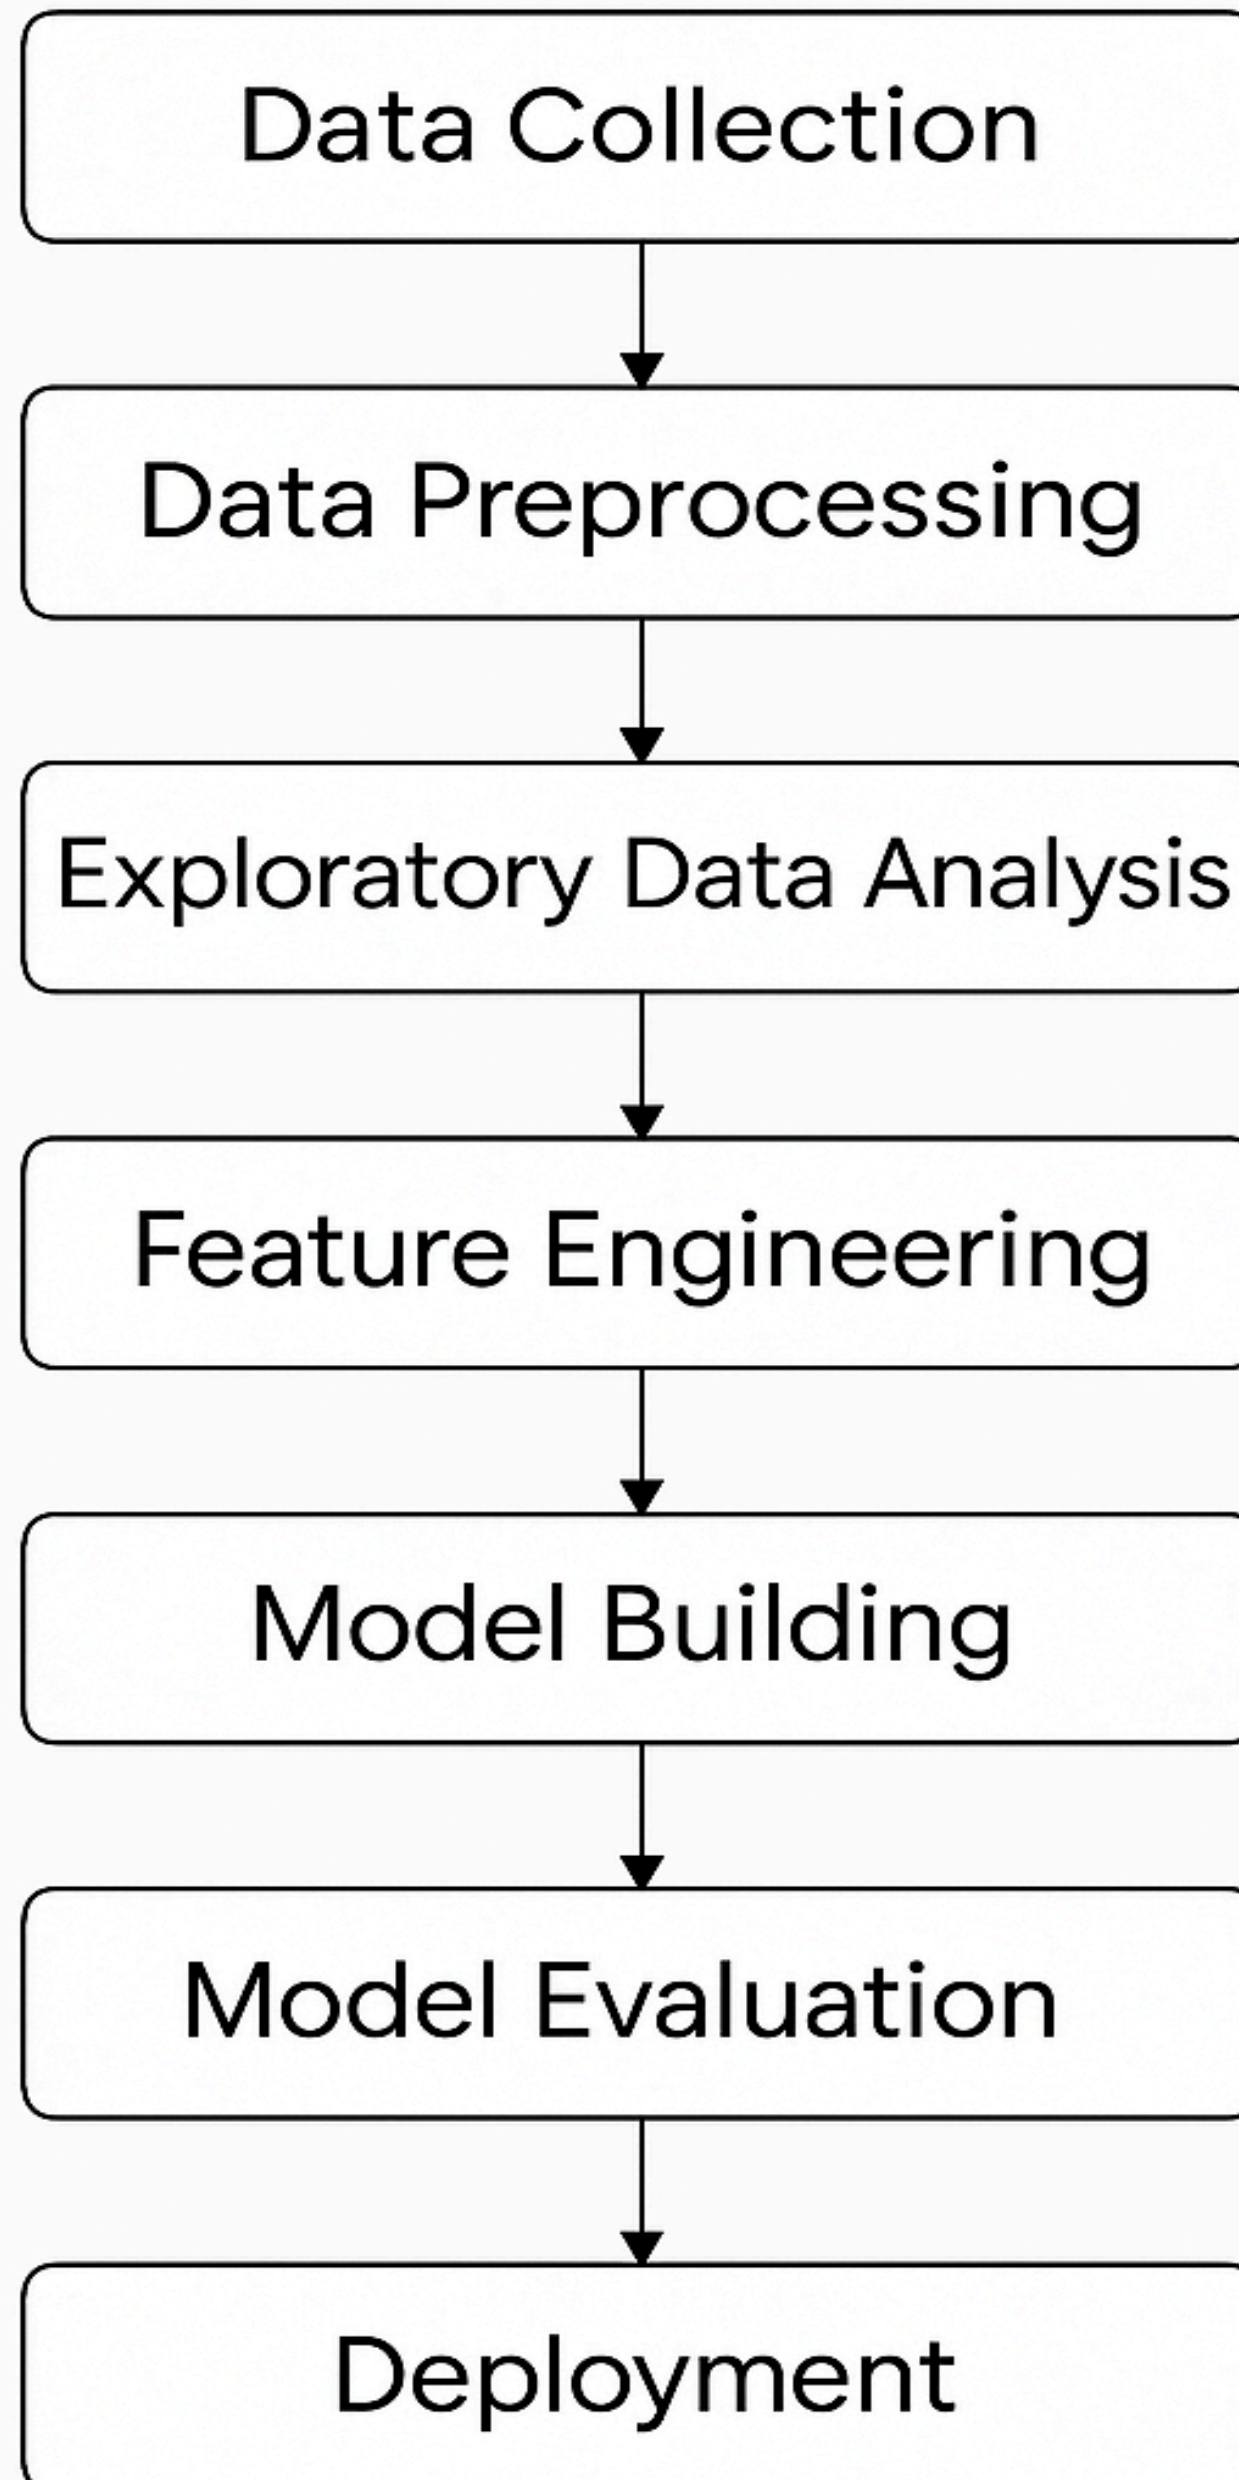 Data Collection
Data Preprocessing
Exploratory Data Analysis
Feature Engineering
Model Building
Model Evaluation
Deployment